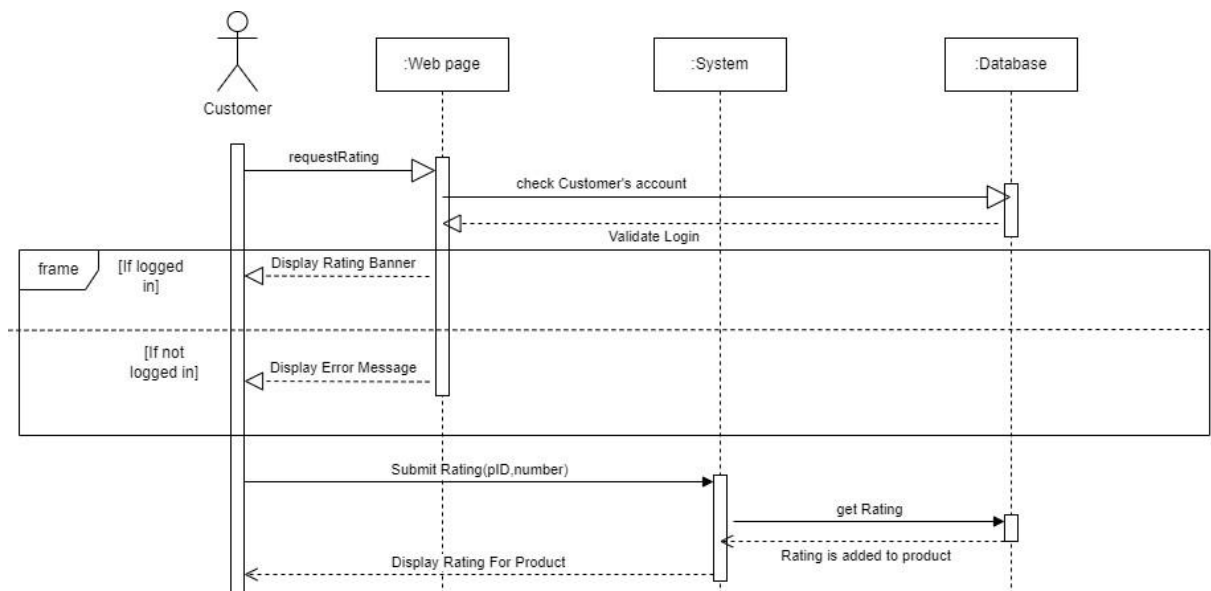 Customer
:Web page
:System
:Database
requestRating
check Customer's account
Validate Login
frame
[If logged
in]
Display Rating Banner
[If not
logged in]
Display Error Message
Submit Rating(pID,number)
get Rating
Rating is added to product
Display Rating For Product